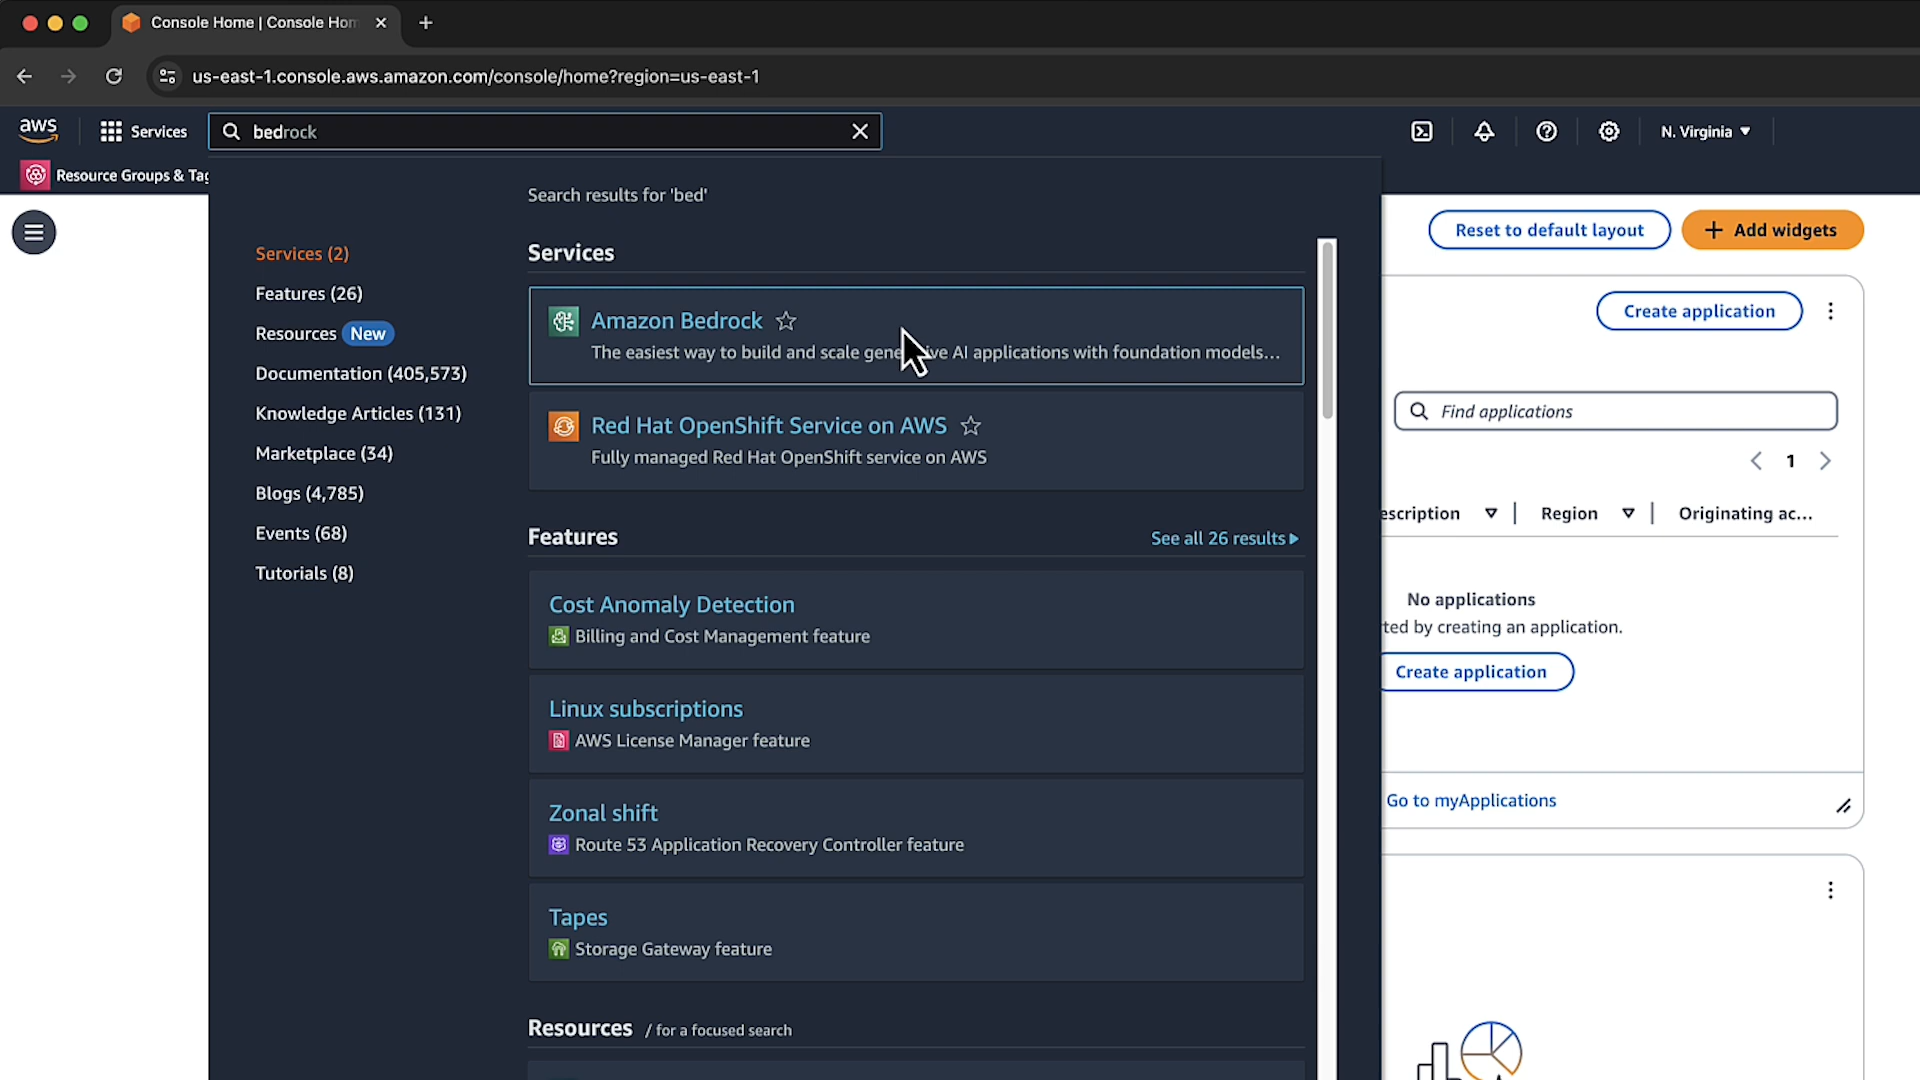 Console Home | Console Hom
us-east-1.console.aws.amazon.com/console/home?region=us-east-1
aws
Services
bedrock
N. Virginia
Resource Groups & Tag
Search results for 'bed'
Services (2)
Features (26)
Resources New
Documentation (405,573)
Knowledge Articles (131)
Marketplace (34)
Blogs (4,785)
Events (68)
Tutorials (8)
Services
Amazon Bedrock
The easiest way to build and scale gene ve AI applications with foundation models...
Red Hat OpenShift Service on AWS
Fully managed Red Hat OpenShift service on AWS
Features
See all 26 results
Cost Anomaly Detection
Billing and Cost Management feature
Linux subscriptions
AWS License Manager feature
Zonal shift
Route 53 Application Recovery Controller feature
Tapes
Storage Gateway feature
Resources / for a focused search
Reset to default layout
+ Add widgets
Create application
Find applications
1
escription
Region
Originating ac...
No applications
ted by creating an application.
Create application
Go to myApplications